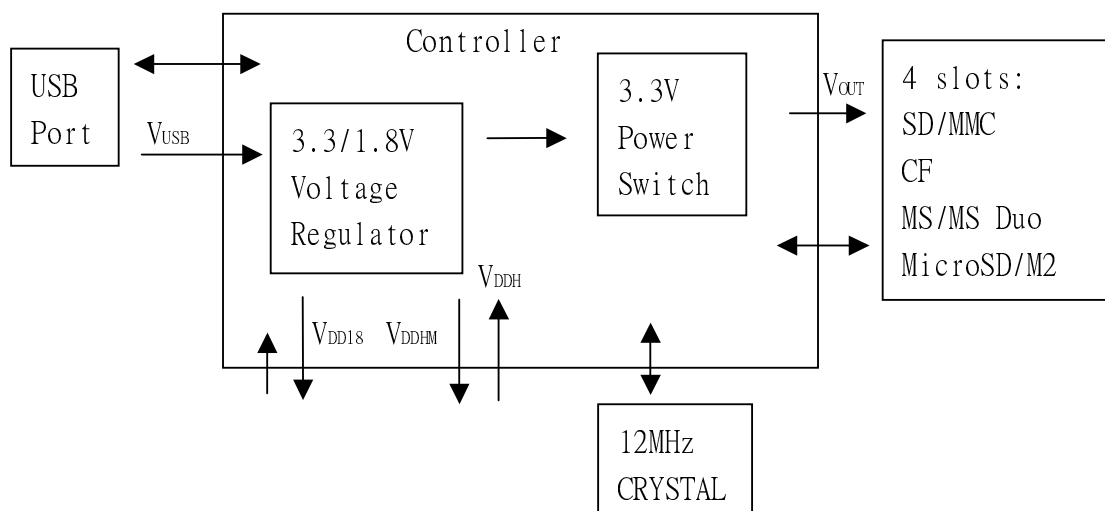 Controller
USB
Port
VUSB
3.3/1.8V
Voltage
Regulator
3.3V
Power
Switch
VOUT
4 slots:
SD/MMC
CF
MS/MS Duo
MicroSD/M2
VDDH
VDD18 VDDHM
12MHz
CRYSTAL